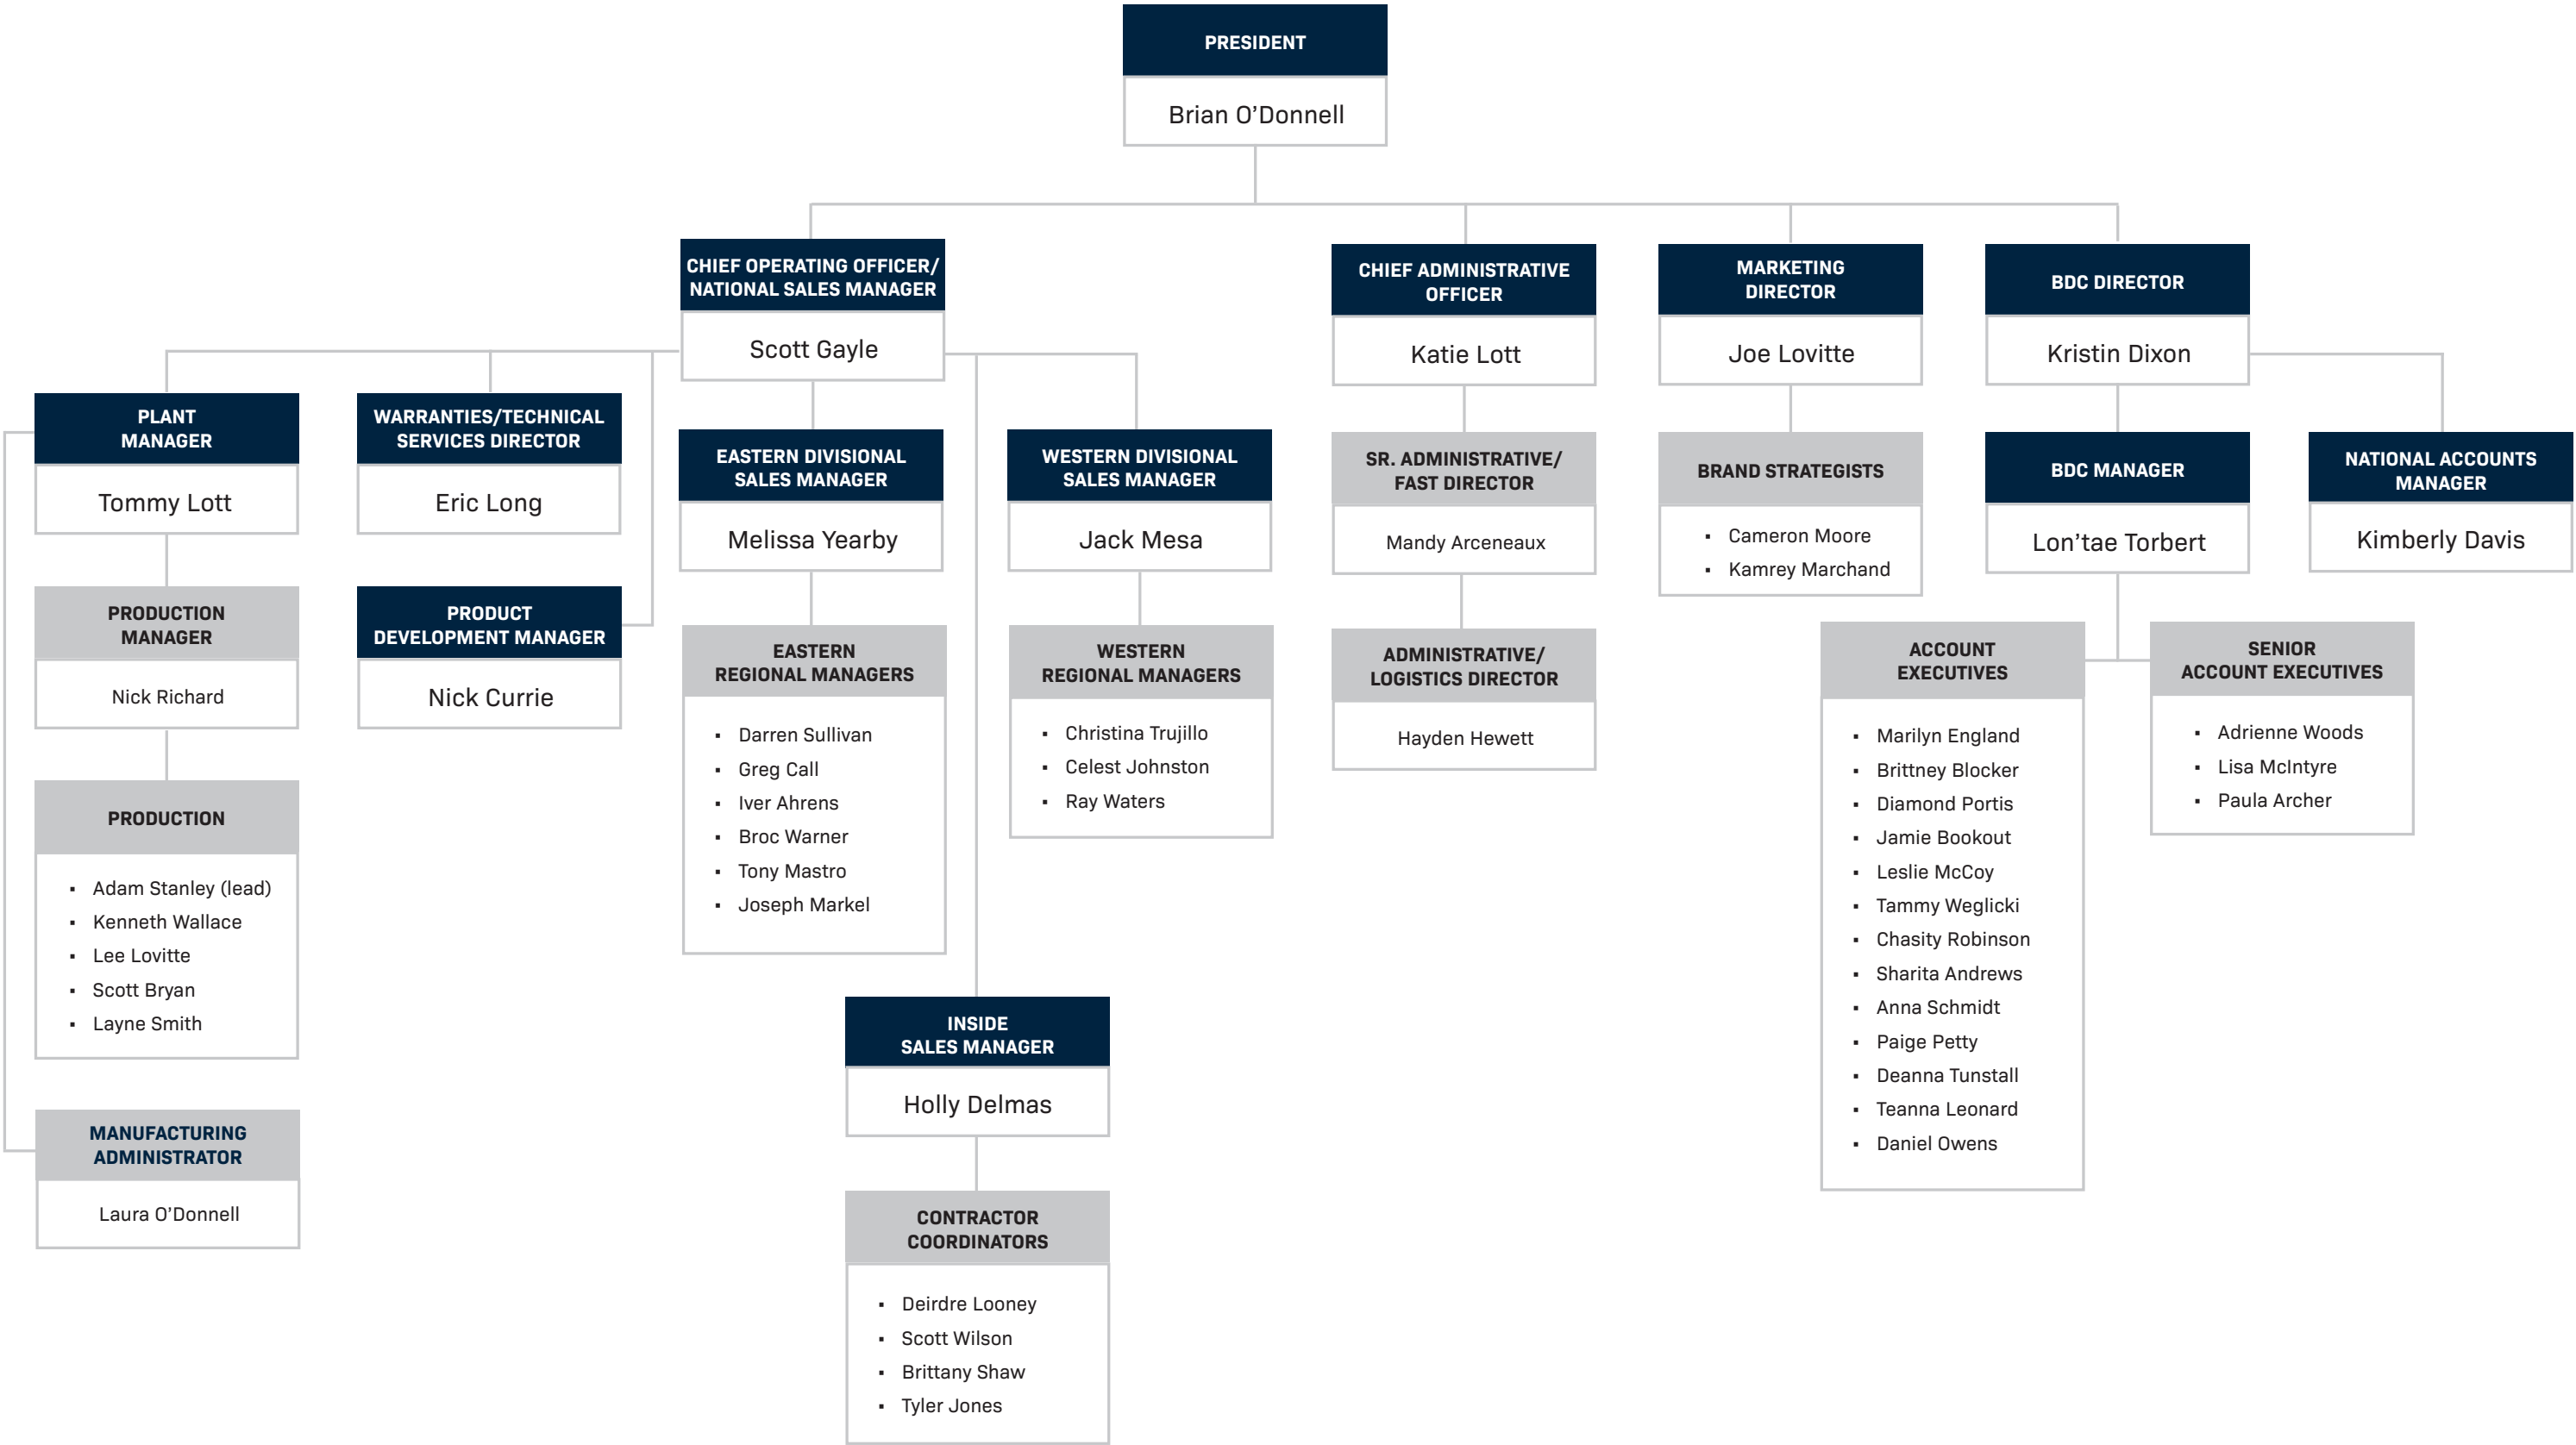 PRESIDENT
Brian O’Donnell
CHIEF OPERATING OFFICER/
NATIONAL SALES MANAGER
Scott Gayle
CHIEF ADMINISTRATIVE
OFFICER
Katie Lott
MARKETING
DIRECTOR
Joe Lovitte
BDC DIRECTOR
Kristin Dixon
PLANT
MANAGER
Tommy Lott
WARRANTIES/TECHNICAL
SERVICES DIRECTOR
Eric Long
EASTERN DIVISIONAL
SALES MANAGER
Melissa Yearby
WESTERN DIVISIONAL
SALES MANAGER
Jack Mesa
SR. ADMINISTRATIVE/
FAST DIRECTOR
Mandy Arceneaux
BRAND STRATEGISTS
▪ Cameron Moore
▪ Kamrey Marchand
BDC MANAGER
Lon’tae Torbert
NATIONAL ACCOUNTS
MANAGER
Kimberly Davis
PRODUCTION
MANAGER
Nick Richard
PRODUCT
DEVELOPMENT MANAGER
Nick Currie
EASTERN
REGIONAL MANAGERS
▪ Darren Sullivan
▪ Greg Call
▪ Iver Ahrens
▪ Broc Warner
▪ Tony Mastro
▪ Joseph Markel
WESTERN
REGIONAL MANAGERS
▪ Christina Trujillo
▪ Celest Johnston
▪ Ray Waters
ADMINISTRATIVE/
LOGISTICS DIRECTOR
Hayden Hewett
ACCOUNT
EXECUTIVES
▪ Marilyn England
▪ Brittney Blocker
▪ Diamond Portis
▪ Jamie Bookout
▪ Leslie McCoy
▪ Tammy Weglicki
▪ Chasity Robinson
▪ Sharita Andrews
▪ Anna Schmidt
▪ Paige Petty
▪ Deanna Tunstall
▪ Teanna Leonard
▪ Daniel Owens
SENIOR
ACCOUNT EXECUTIVES
▪ Adrienne Woods
▪ Lisa McIntyre
▪ Paula Archer
PRODUCTION
▪ Adam Stanley (lead)
▪ Kenneth Wallace
▪ Lee Lovitte
▪ Scott Bryan
▪ Layne Smith
INSIDE
SALES MANAGER
Holly Delmas
MANUFACTURING
ADMINISTRATOR
Laura O’Donnell
CONTRACTOR
COORDINATORS
▪ Deirdre Looney
▪ Scott Wilson
▪ Brittany Shaw
▪ Tyler Jones